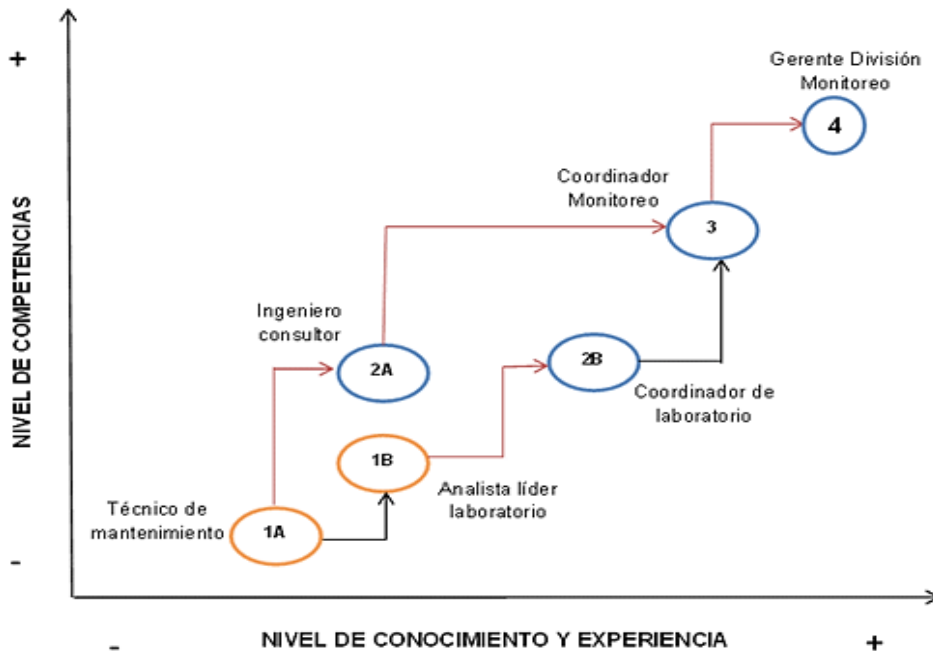 +
Gerente División
Monitoreo
4
Coordinador
Monitoreo
3
NIVEL DE COMPETENCIAS
Ingeniero
consultor
2A
2B
Coordinador de
laboratorio
1B
Analista líder
laboratorio
Técnico de
mantenimiento
1A
-
-
NIVEL DE CONOCIMIENTO Y EXPERIENCIA
+